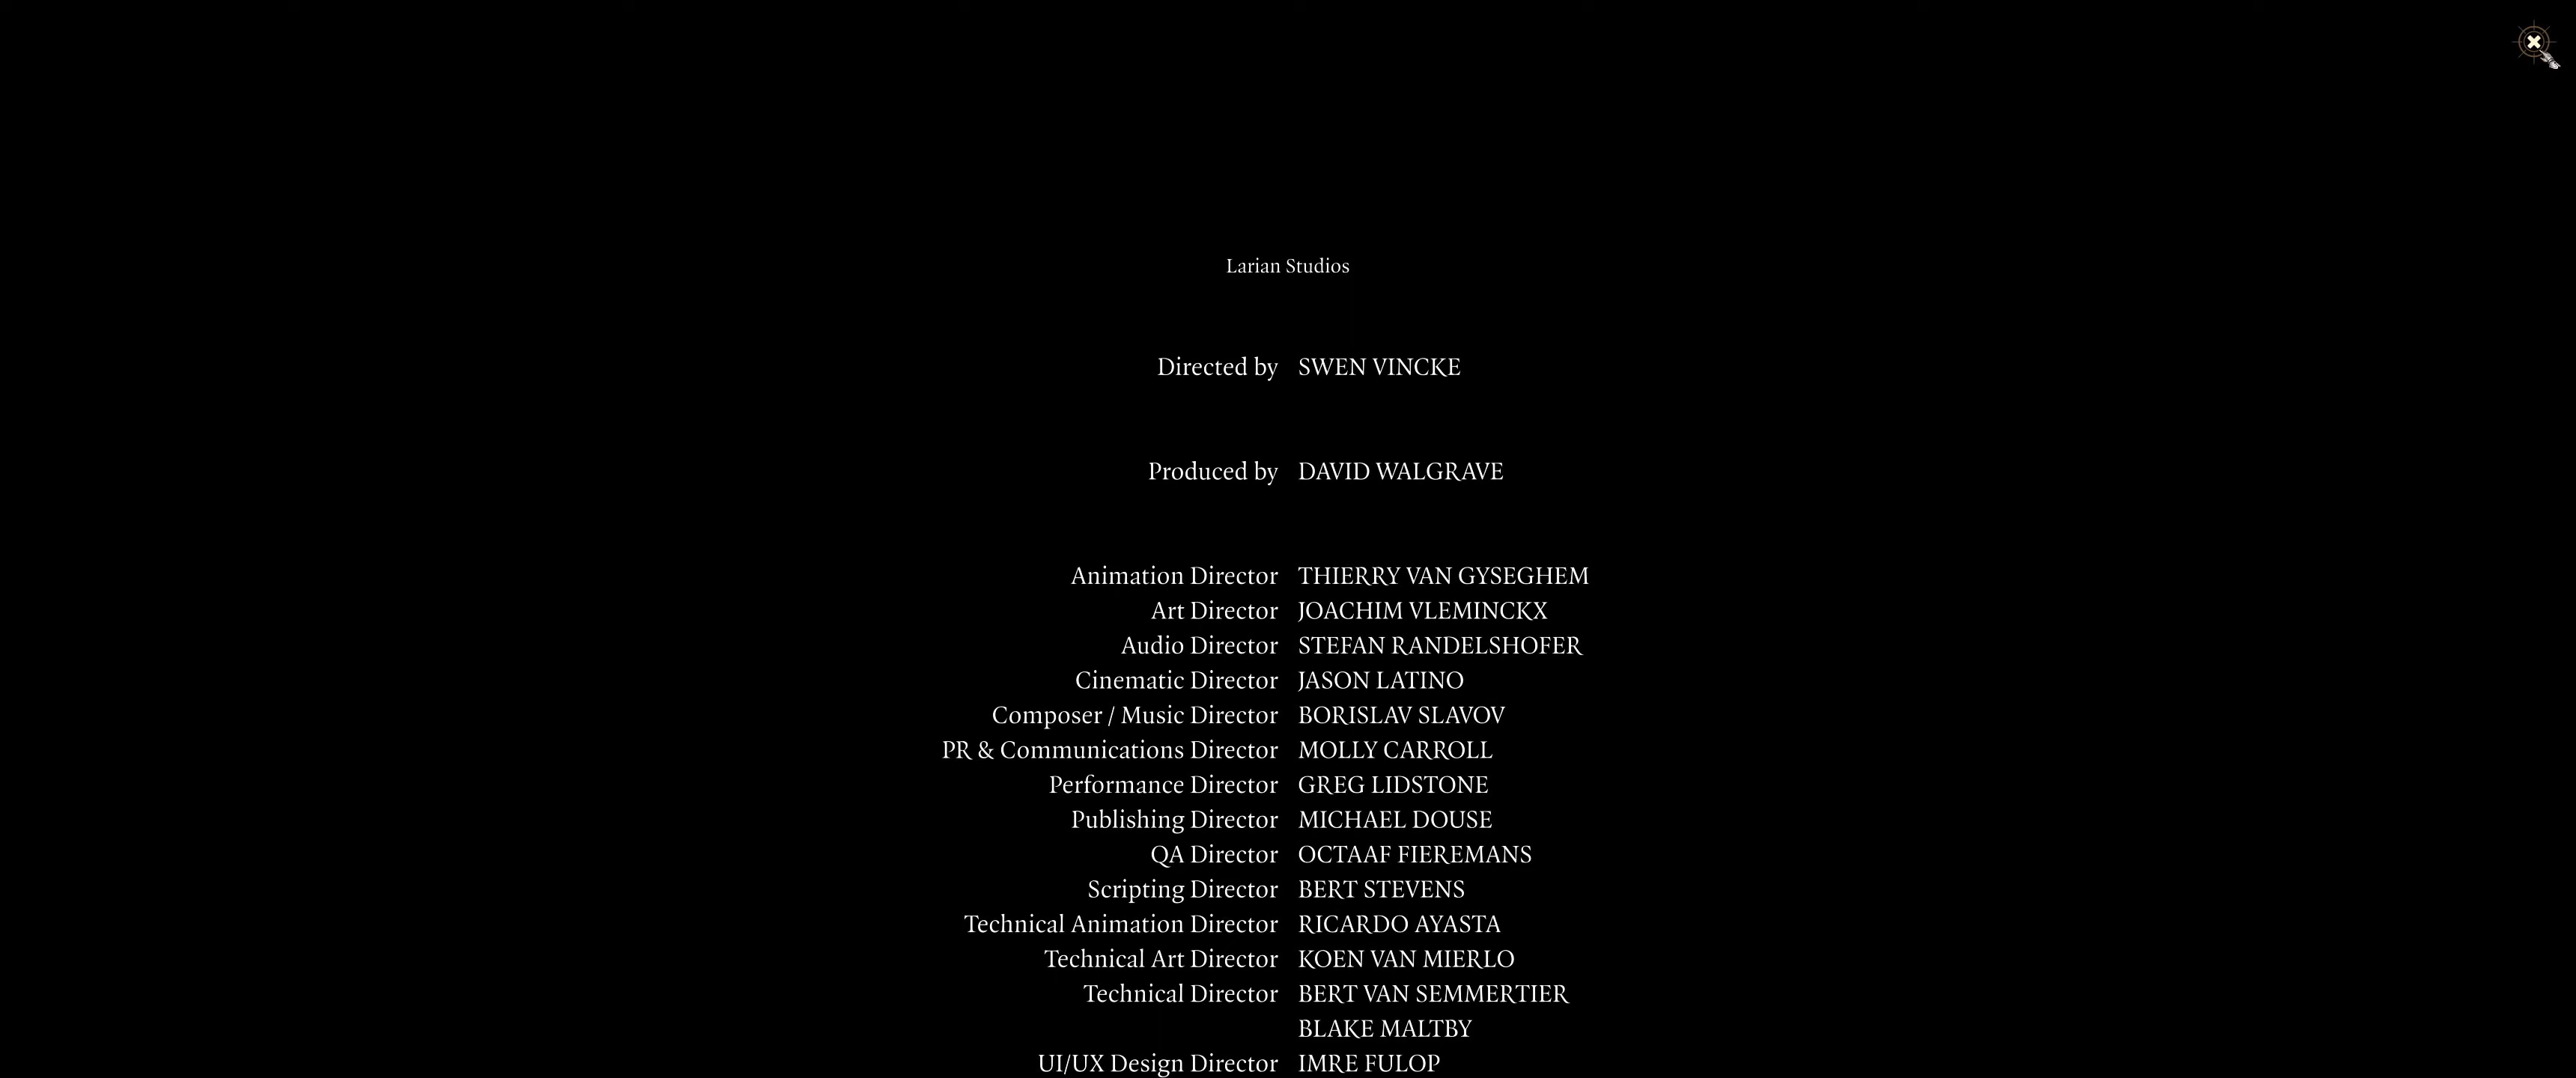 Larian Studios
Directed by SWEN VINCKE
Produced by DAVID WALGRAVE
Animation Director THIERRY VAN GYSEGHEM
Art Director JOACHIM VLEMINCKX
Audio Director STEFAN RANDELSHOFER
Cinematic Director JASON LATINO
Composer / Music Director BORISLAV SLAVOV
PR & Communications Director MOLLY CARROLL
Performance Director GREG LIDSTONE
Publishing Director MICHAEL DOUSE
QA Director OCTAAF FIEREMANS
Scripting Director BERT STEVENS
Technical Animation Director RICARDO AYASTA
Technical Art Director KOEN VAN MIERLO
Technical Director BERT VAN SEMMERTIER
BLAKE MALTBY
UI/UX Design Director IMRE FULOP